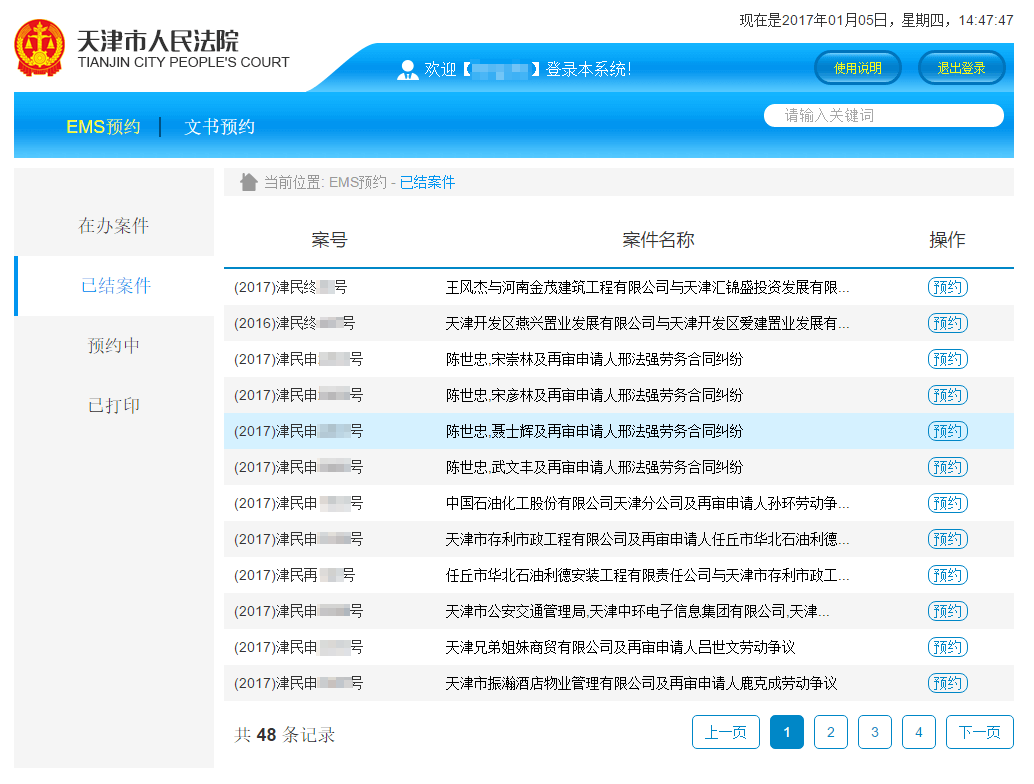 现在是2017年01月05日，星期四，14:47:47
天津市人民法院
TIANJIN CITY PEOPLE'S COURT
欢迎【 】登录本系统!
使用说明
退出登录
EMS预约 | 文书预约
请输入关键词
在办案件
已结案件
预约中
已打印
当前位置: EMS预约 - 已结案件
案号 案件名称 操作
(2017)津民终 号 王风杰与河南金茂建筑工程有限公司与天津汇锦盛投资发展有限... 预约
(2016)津民终 号 天津开发区燕兴置业发展有限公司与天津开发区爱建置业发展有... 预约
(2017)津民申 号 陈世忠,宋崇林及再审申请人邢法强劳务合同纠纷 预约
(2017)津民申 号 陈世忠,宋彦林及再审申请人邢法强劳务合同纠纷 预约
(2017)津民申 号 陈世忠,聂士辉及再审申请人邢法强劳务合同纠纷 预约
(2017)津民申 号 陈世忠,武文丰及再审申请人邢法强劳务合同纠纷 预约
(2017)津民申 号 中国石油化工股份有限公司天津分公司及再审申请人孙环劳动争... 预约
(2017)津民申 号 天津市存利市政工程有限公司及再审申请人任丘市华北石油利德... 预约
(2017)津民再 号 任丘市华北石油利德安装工程有限责任公司与天津市存利市政工... 预约
(2017)津民申 号 天津市公安交通管理局,天津中环电子信息集团有限公司,天津... 预约
(2017)津民申 号 天津兄弟姐妹商贸有限公司及再审申请人吕世文劳动争议 预约
(2017)津民申 号 天津市振瀚酒店物业管理有限公司及再审申请人鹿克成劳动争议 预约
共 48 条记录
上一页 1 2 3 4 下一页